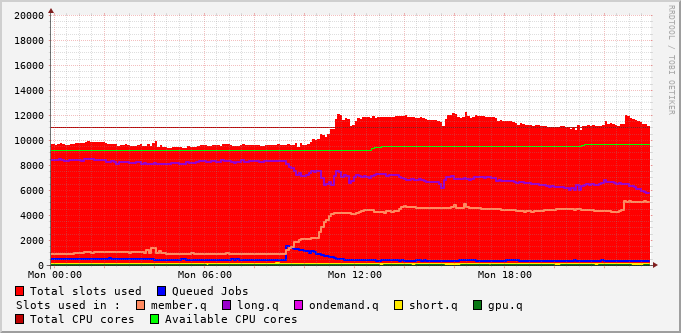 20000
18000
16000
14000
12000
10000
8000
6000
4000
2000
0
Mon 00:00 Mon 06:00 Mon 12:00 Mon 18:00
Total slots used Queued Jobs
Slots used in : member.q long.q ondemand.q short.q gpu.q
Total CPU cores Available CPU cores
RRDTOOL / TOBI OETIKER